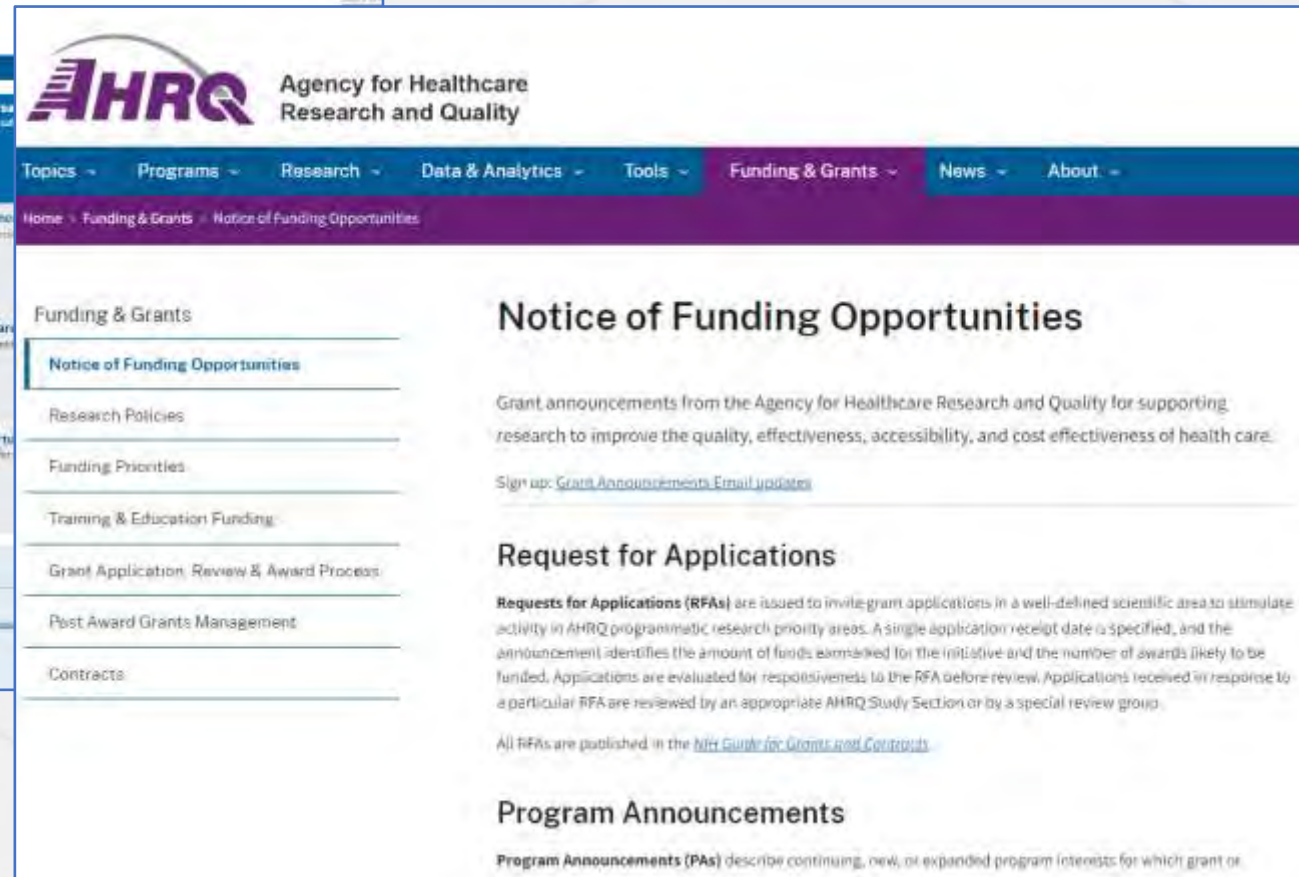 AHRQ
Agency for Healthcare
Research and Quality
Topics Programs Research Data & Analytics Tools Funding & Grants News About
Home Funding & Grants Notice of Funding Opportunities
Funding & Grants
Notice of Funding Opportunities
Research Policies
Funding Priorities
Training & Education Funding
Grant Application, Review & Award Process
Post Award Grants Management
Contracts
Notice of Funding Opportunities
Grant announcements from the Agency for Healthcare Research and Quality for supporting
research to improve the quality, effectiveness, accessibility, and cost effectiveness of health care.
Sign up: Grant Announcements Email updates
Request for Applications
Requests for Applications (RFAs) are issued to invite grant applications in a well-defined scientific area to stimulate
activity in AHRQ programmatic research priority areas. A single application receipt date is specified, and the
announcement identifies the amount of funds earmarked for the initiative and the number of awards likely to be
funded. Applications are evaluated for responsiveness to the RFA before review. Applications received in response to
a particular RFA are reviewed by an appropriate AHRQ Study Section or by a special review group.
All RFAs are published in the NIH Guide for Grants and Contracts.
Program Announcements
Program Announcements (PAs) describe continuing, new, or expanded program interests for which grant or